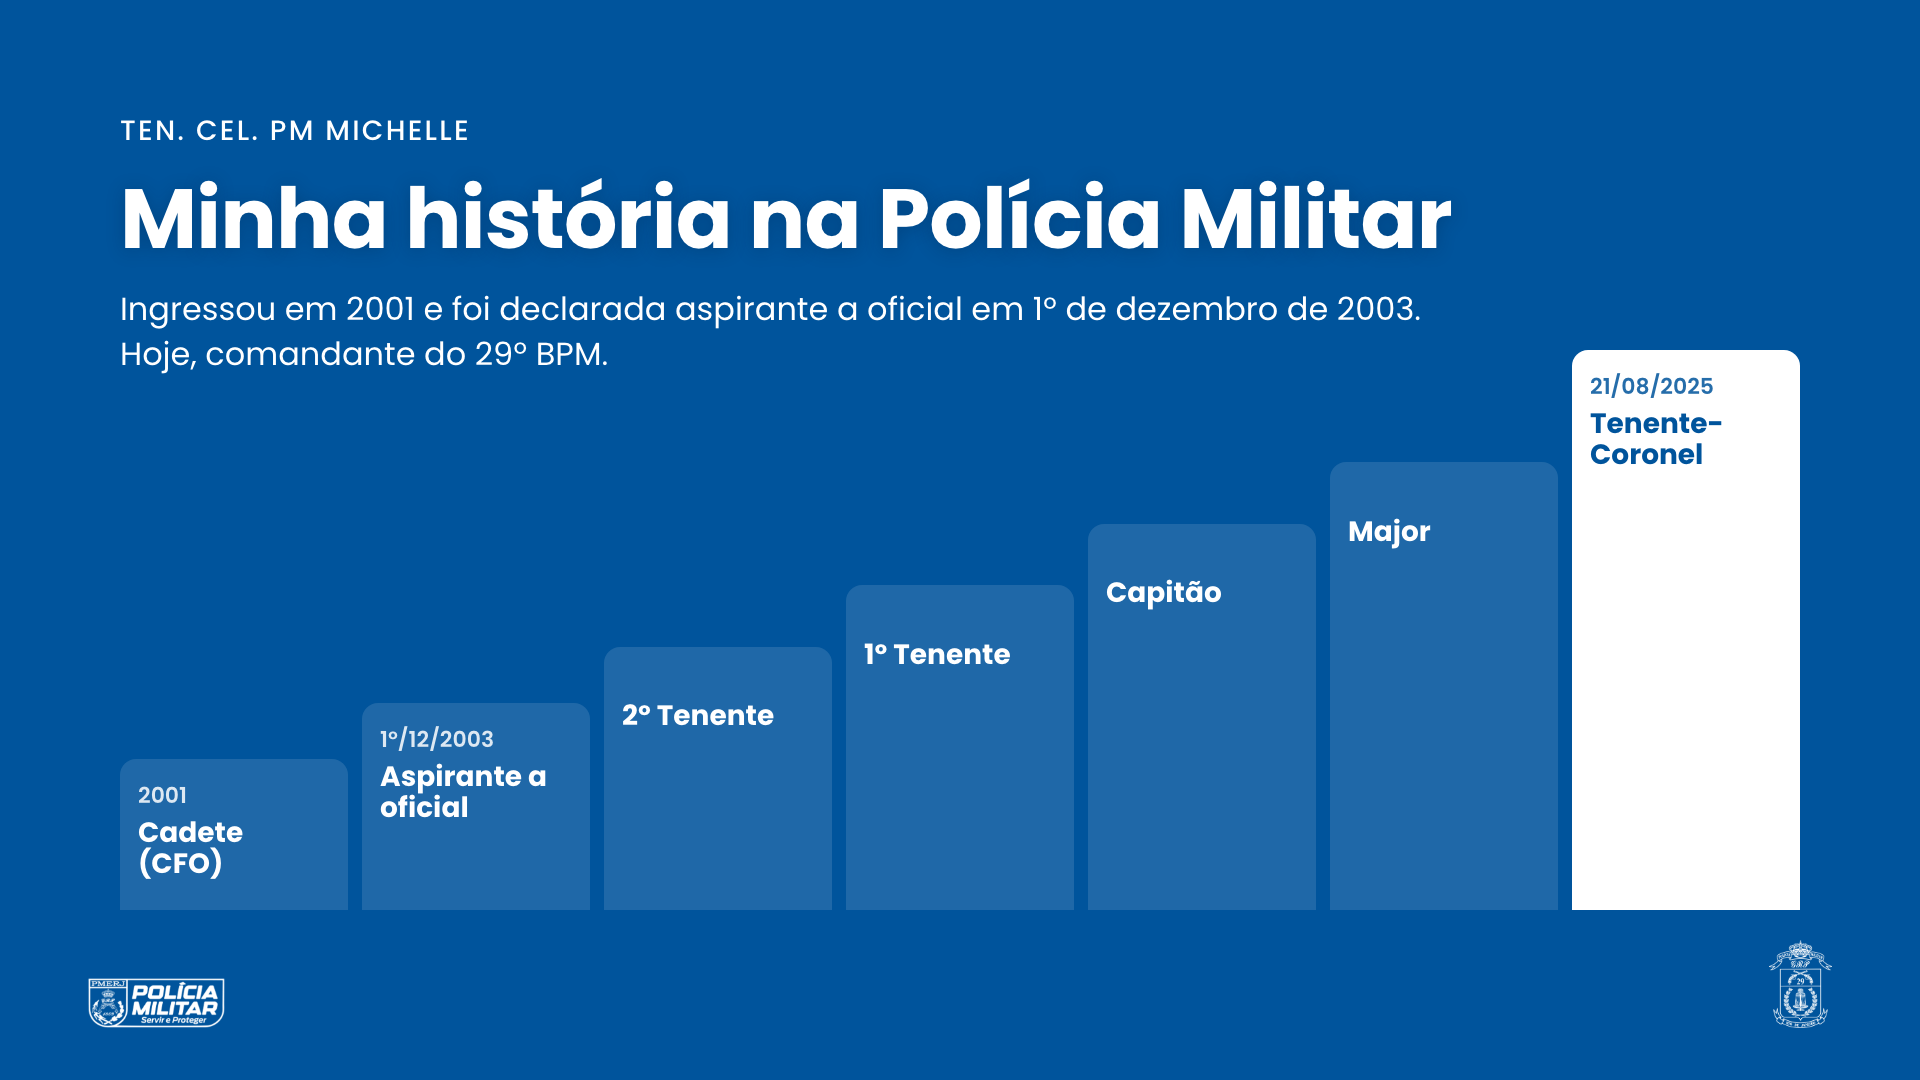 TEN. CEL. PM MICHELLE
Minha história na Polícia Militar
Ingressou em 2001 e foi declarada aspirante a oficial em 1º de dezembro de 2003.
Hoje, comandante do 29º BPM.
2001
Cadete
(CFO)
1º/12/2003
Aspirante a
oficial
2º Tenente
1º Tenente
Capitão
Major
21/08/2025
Tenente-
Coronel
PMERJ
POLÍCIA
MILITAR
Servir e Proteger
29